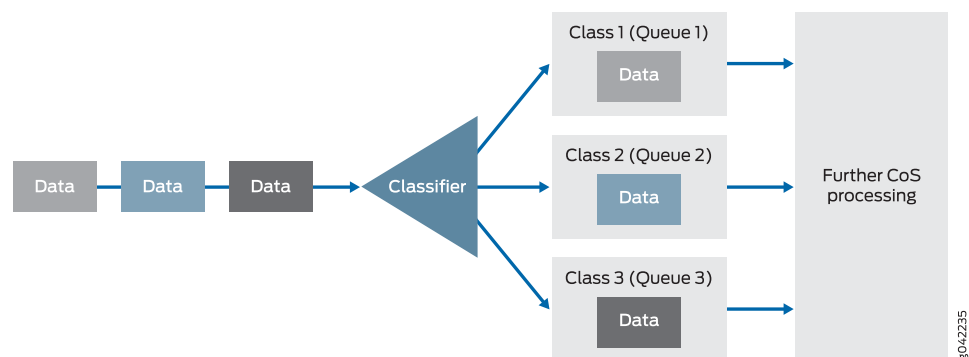 Data
Data
Data
Classifier
Class 1 (Queue 1)
Data
Class 2 (Queue 2)
Data
Class 3 (Queue 3)
Data
Further CoS
processing
g042235